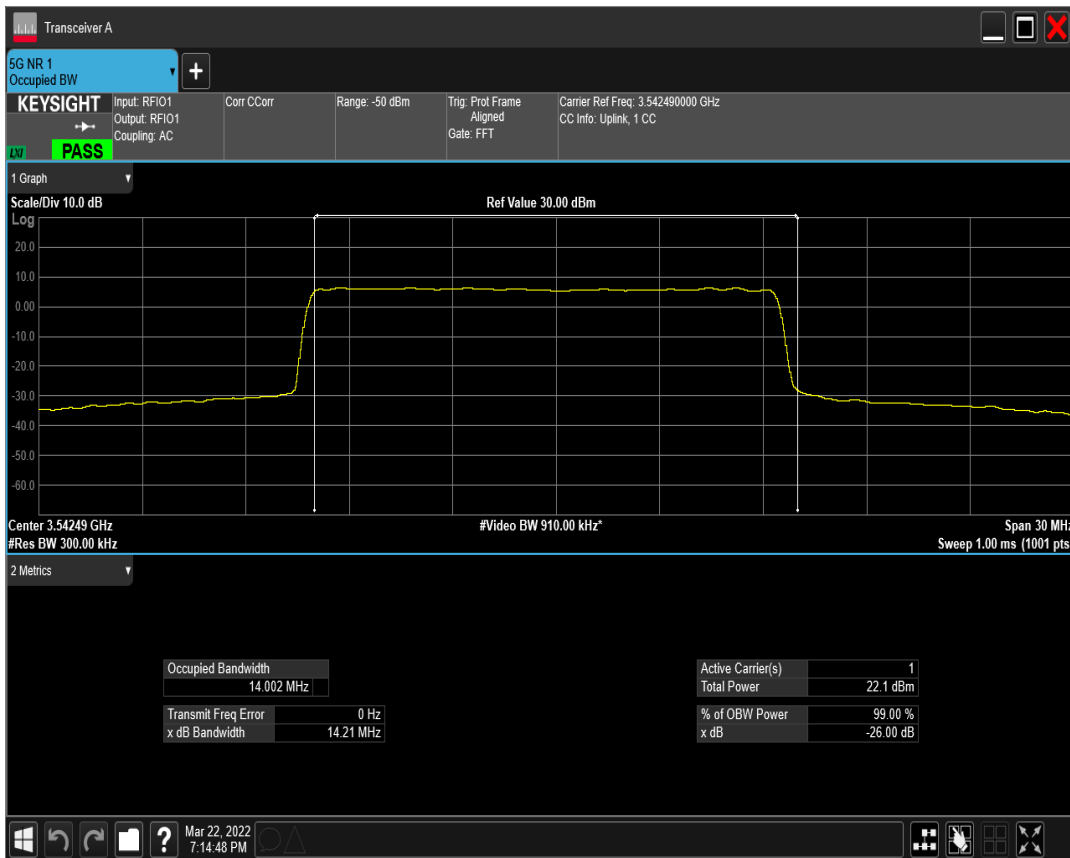 Transceiver A
5G NR 1
Occupied BW
+
KEYSIGHT
LXI
PASS
Input: RFIO1
Output: RFIO1
Coupling: AC
Corr CCorr
Range: -50 dBm
Trig: Prot Frame
Aligned
Gate: FFT
Carrier Ref Freq: 3.542490000 GHz
CC Info: Uplink, 1 CC
1 Graph
Scale/Div 10.0 dB
Ref Value 30.00 dBm
Log
20.0
10.0
0.00
-10.0
-20.0
-30.0
-40.0
-50.0
-60.0
Center 3.54249 GHz
#Video BW 910.00 kHz*
Span 30 MHz
#Res BW 300.00 kHz
Sweep 1.00 ms (1001 pts
2 Metrics
Occupied Bandwidth
14.002 MHz
Transmit Freq Error 0 Hz
x dB Bandwidth 14.21 MHz
Active Carrier(s) 1
Total Power 22.1 dBm
% of OBW Power 99.00 %
x dB -26.00 dB
?
Mar 22, 2022
7:14:48 PM